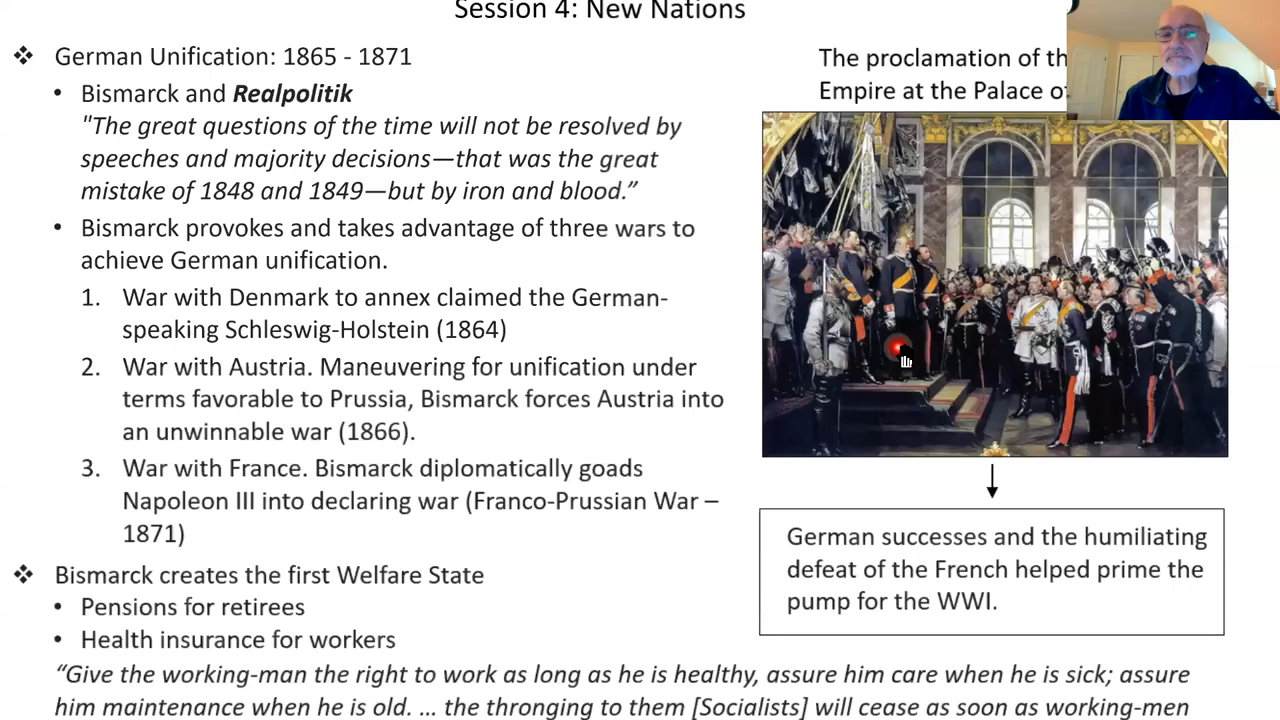 Session 4: New Nations
❖ German Unification: 1865 - 1871
• Bismarck and Realpolitik
"The great questions of the time will not be resolved by
speeches and majority decisions—that was the great
mistake of 1848 and 1849—but by iron and blood.”
• Bismarck provokes and takes advantage of three wars to
achieve German unification.
1. War with Denmark to annex claimed the German-
speaking Schleswig-Holstein (1864)
2. War with Austria. Maneuvering for unification under
terms favorable to Prussia, Bismarck forces Austria into
an unwinnable war (1866).
3. War with France. Bismarck diplomatically goads
Napoleon III into declaring war (Franco-Prussian War –
1871)
❖ Bismarck creates the first Welfare State
• Pensions for retirees
• Health insurance for workers
“Give the working-man the right to work as long as he is healthy, assure him care when he is sick; assure
him maintenance when he is old. … the thronging to them [Socialists] will cease as soon as working-men
The proclamation of th
Empire at the Palace of
German successes and the humiliating
defeat of the French helped prime the
pump for the WWI.